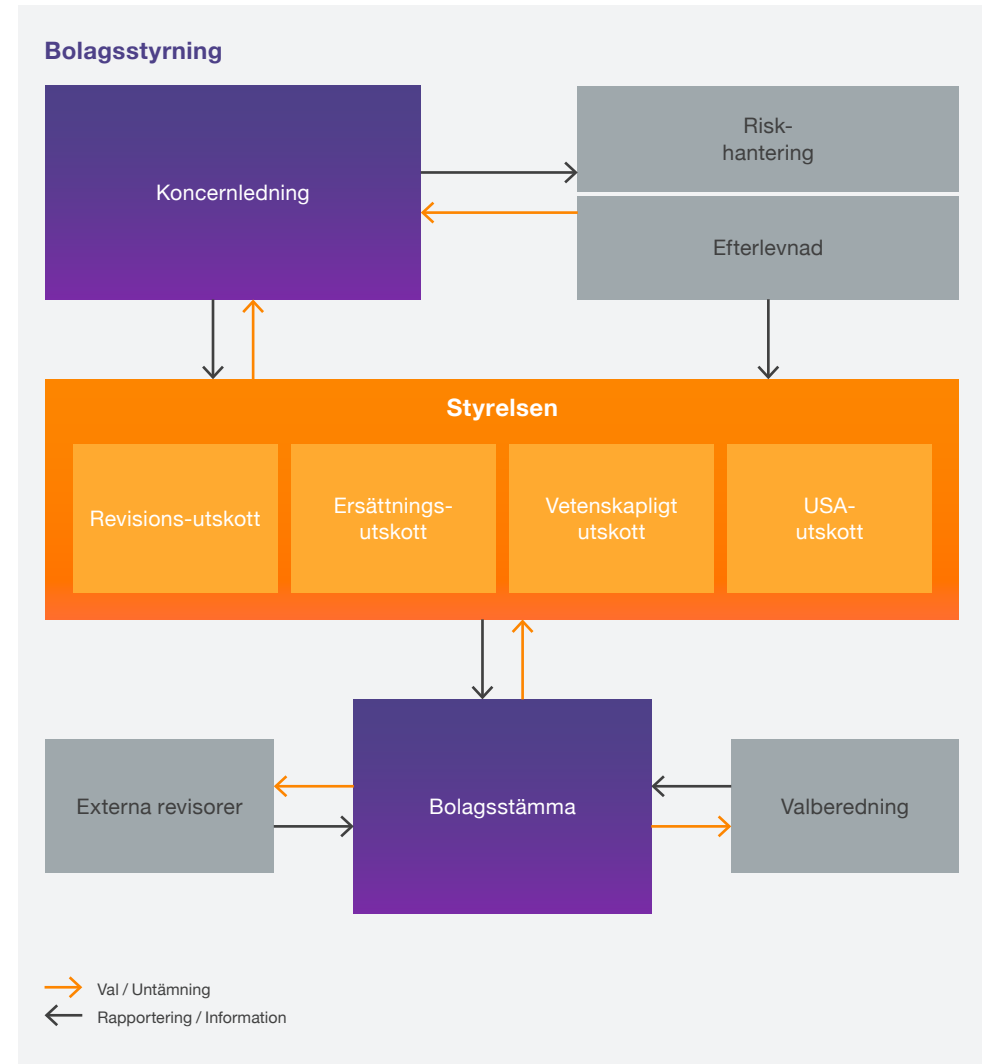 Bolagsstyrning
Koncernledning
Risk-
hantering
Efterlevnad
Styrelsen
Revisions-utskott
Ersättnings-
utskott
Vetenskapligt
utskott
USA-
utskott
Externa revisorer
Bolagsstämma
Valberedning
Val / Untämning
Rapportering / Information